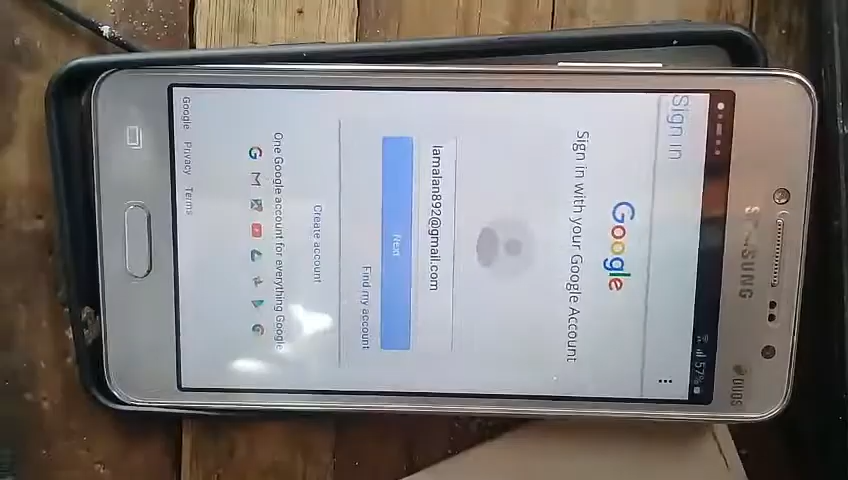 57%
Sign in
Google
Sign in with your Google Account
lamalan892@gmail.com
Next
Find my account
Create account
One Google account for everything Google
Google Privacy Terms
SAMSUNG
DUOS